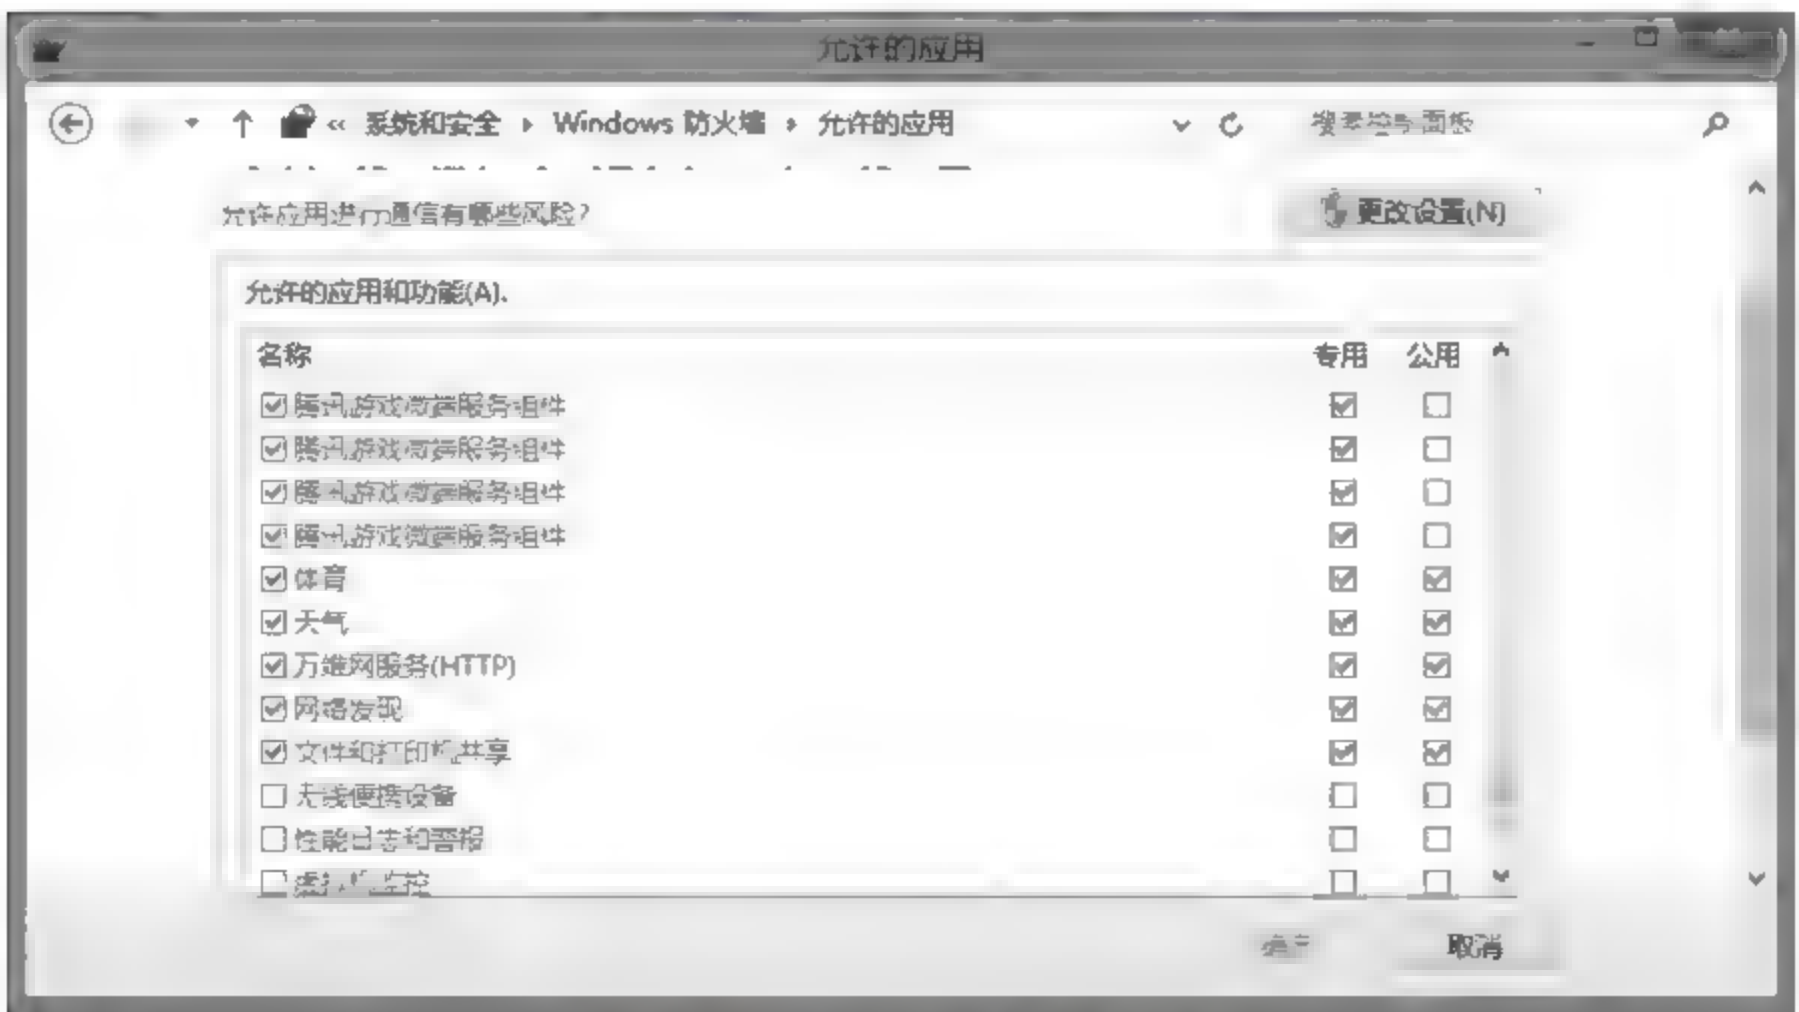 允许的应用
« 系统和安全 › Windows 防火墙 › 允许的应用 搜索控制面板
允许应用进行通信有哪些风险? 更改设置(N)
允许的应用和功能(A).
名称 专用 公用
腾讯游戏微端服务组件
腾讯游戏微端服务组件
腾讯游戏微端服务组件
腾讯游戏微端服务组件
体育
天气
万维网服务(HTTP)
网络发现
文件和打印机共享
无线便携设备
性能日志和警报
虚拟机监控
确定 取消